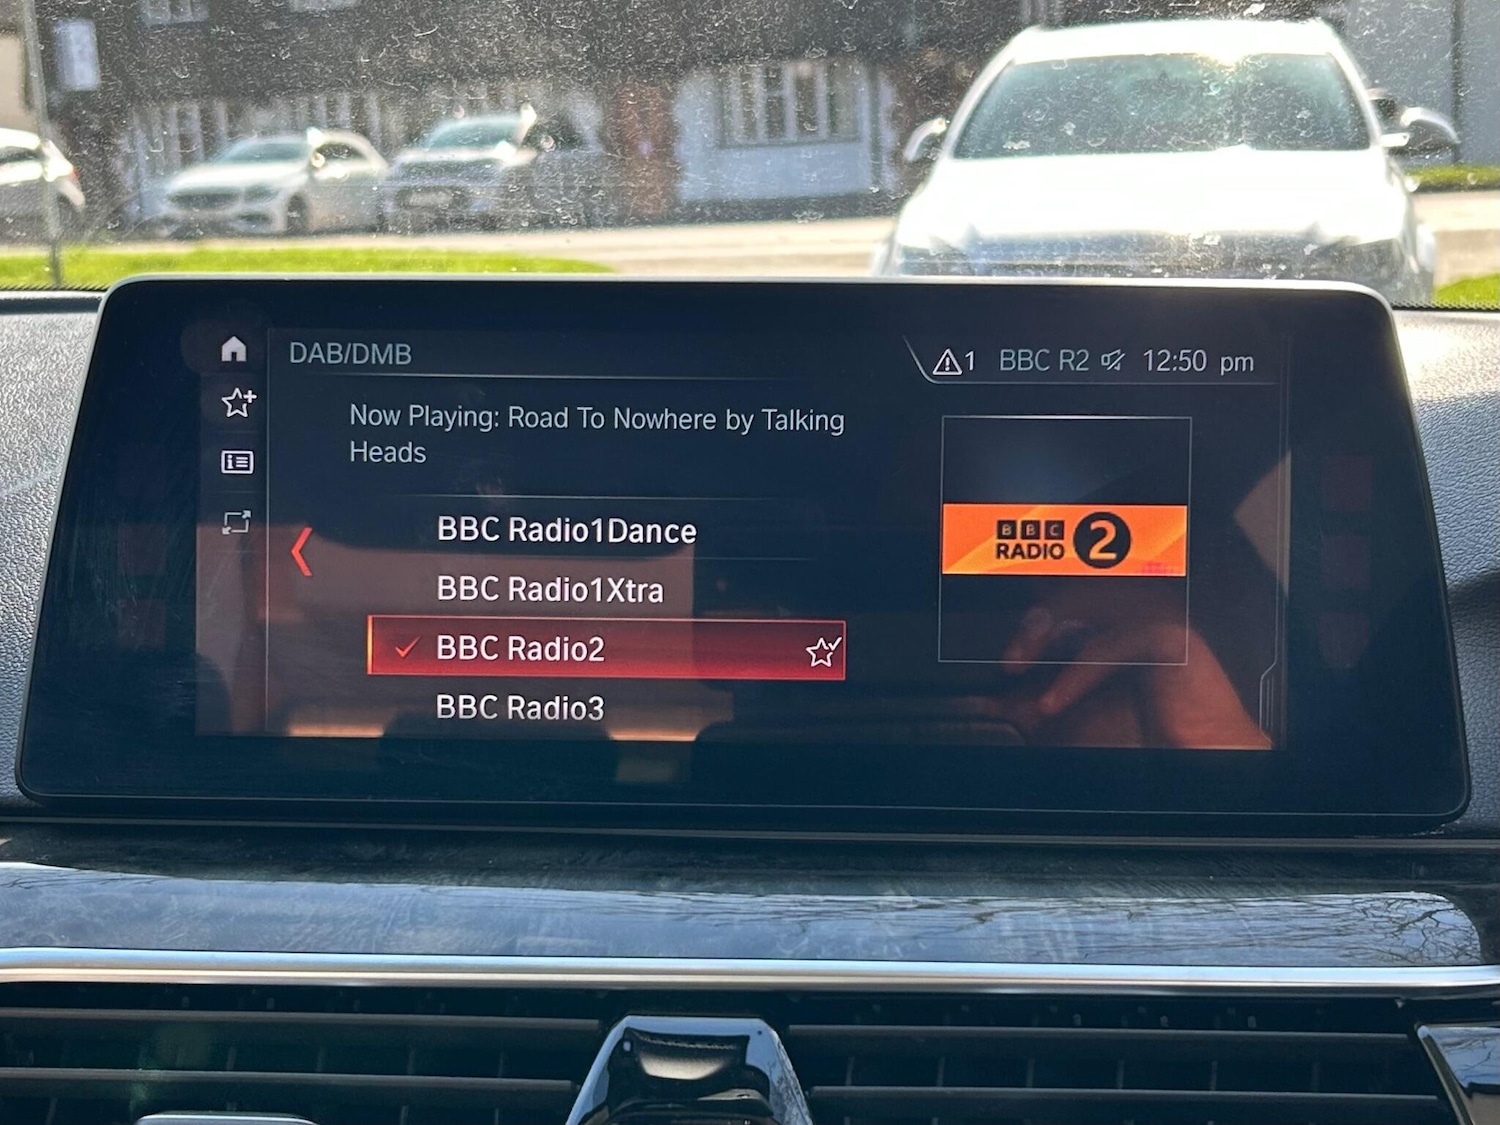 DAB/DMB
1 BBC R2 12:50 pm
Now Playing: Road To Nowhere by Talking
Heads
BBC Radio1Dance
BBC Radio1Xtra
BBC Radio2
BBC Radio3
BBC
RADIO 2